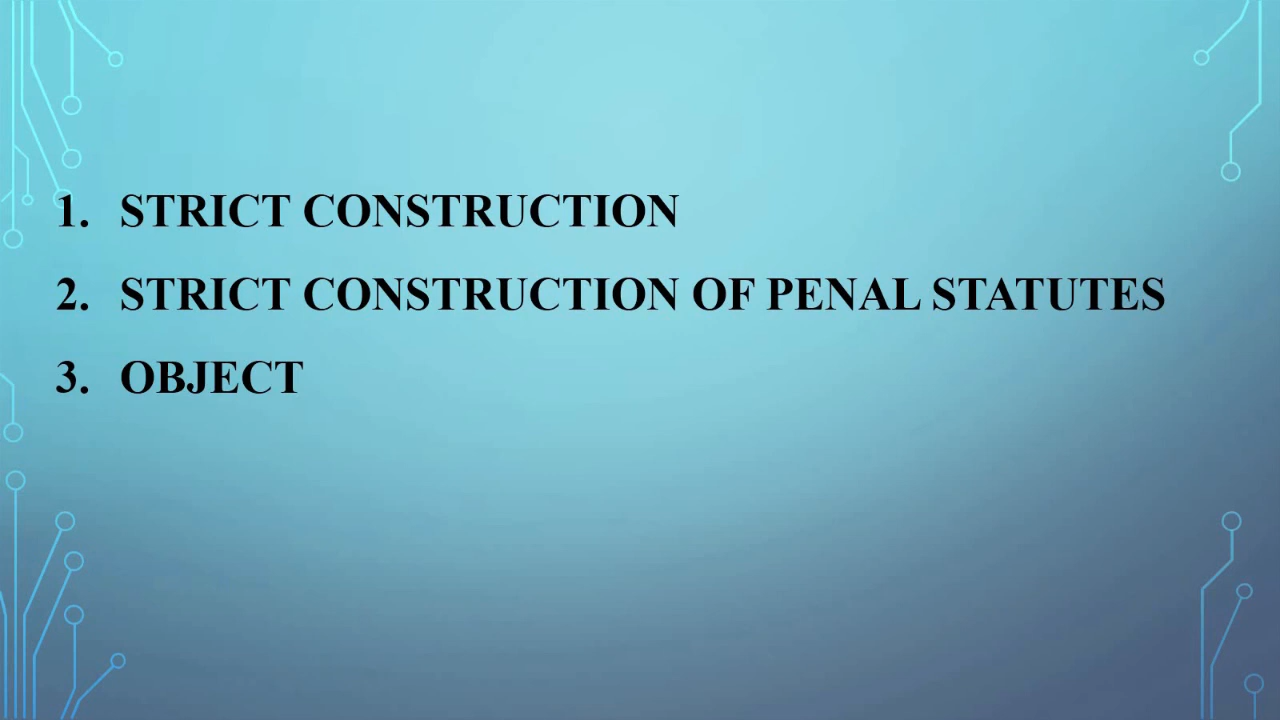 1. STRICT CONSTRUCTION
2. STRICT CONSTRUCTION OF PENAL STATUTES
3. OBJECT